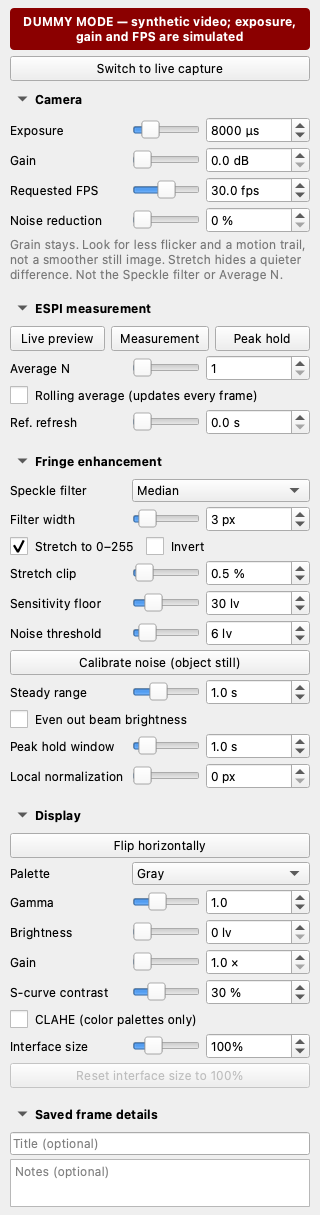 DUMMY MODE — synthetic video; exposure,
gain and FPS are simulated
Switch to live capture
Camera
Exposure 8000 µs
Gain 0.0 dB
Requested FPS 30.0 fps
Noise reduction 0 %
Grain stays. Look for less flicker and a motion trail,
not a smoother still image. Stretch hides a quieter
difference. Not the Speckle filter or Average N.
ESPI measurement
Live preview Measurement Peak hold
Average N 1
Rolling average (updates every frame)
Ref. refresh 0.0 s
Fringe enhancement
Speckle filter Median
Filter width 3 px
Stretch to 0–255 Invert
Stretch clip 0.5 %
Sensitivity floor 30 lv
Noise threshold 6 lv
Calibrate noise (object still)
Steady range 1.0 s
Even out beam brightness
Peak hold window 1.0 s
Local normalization 0 px
Display
Flip horizontally
Palette Gray
Gamma 1.0
Brightness 0 lv
Gain 1.0 ×
S-curve contrast 30 %
CLAHE (color palettes only)
Interface size 100%
Reset interface size to 100%
Saved frame details
Title (optional)
Notes (optional)